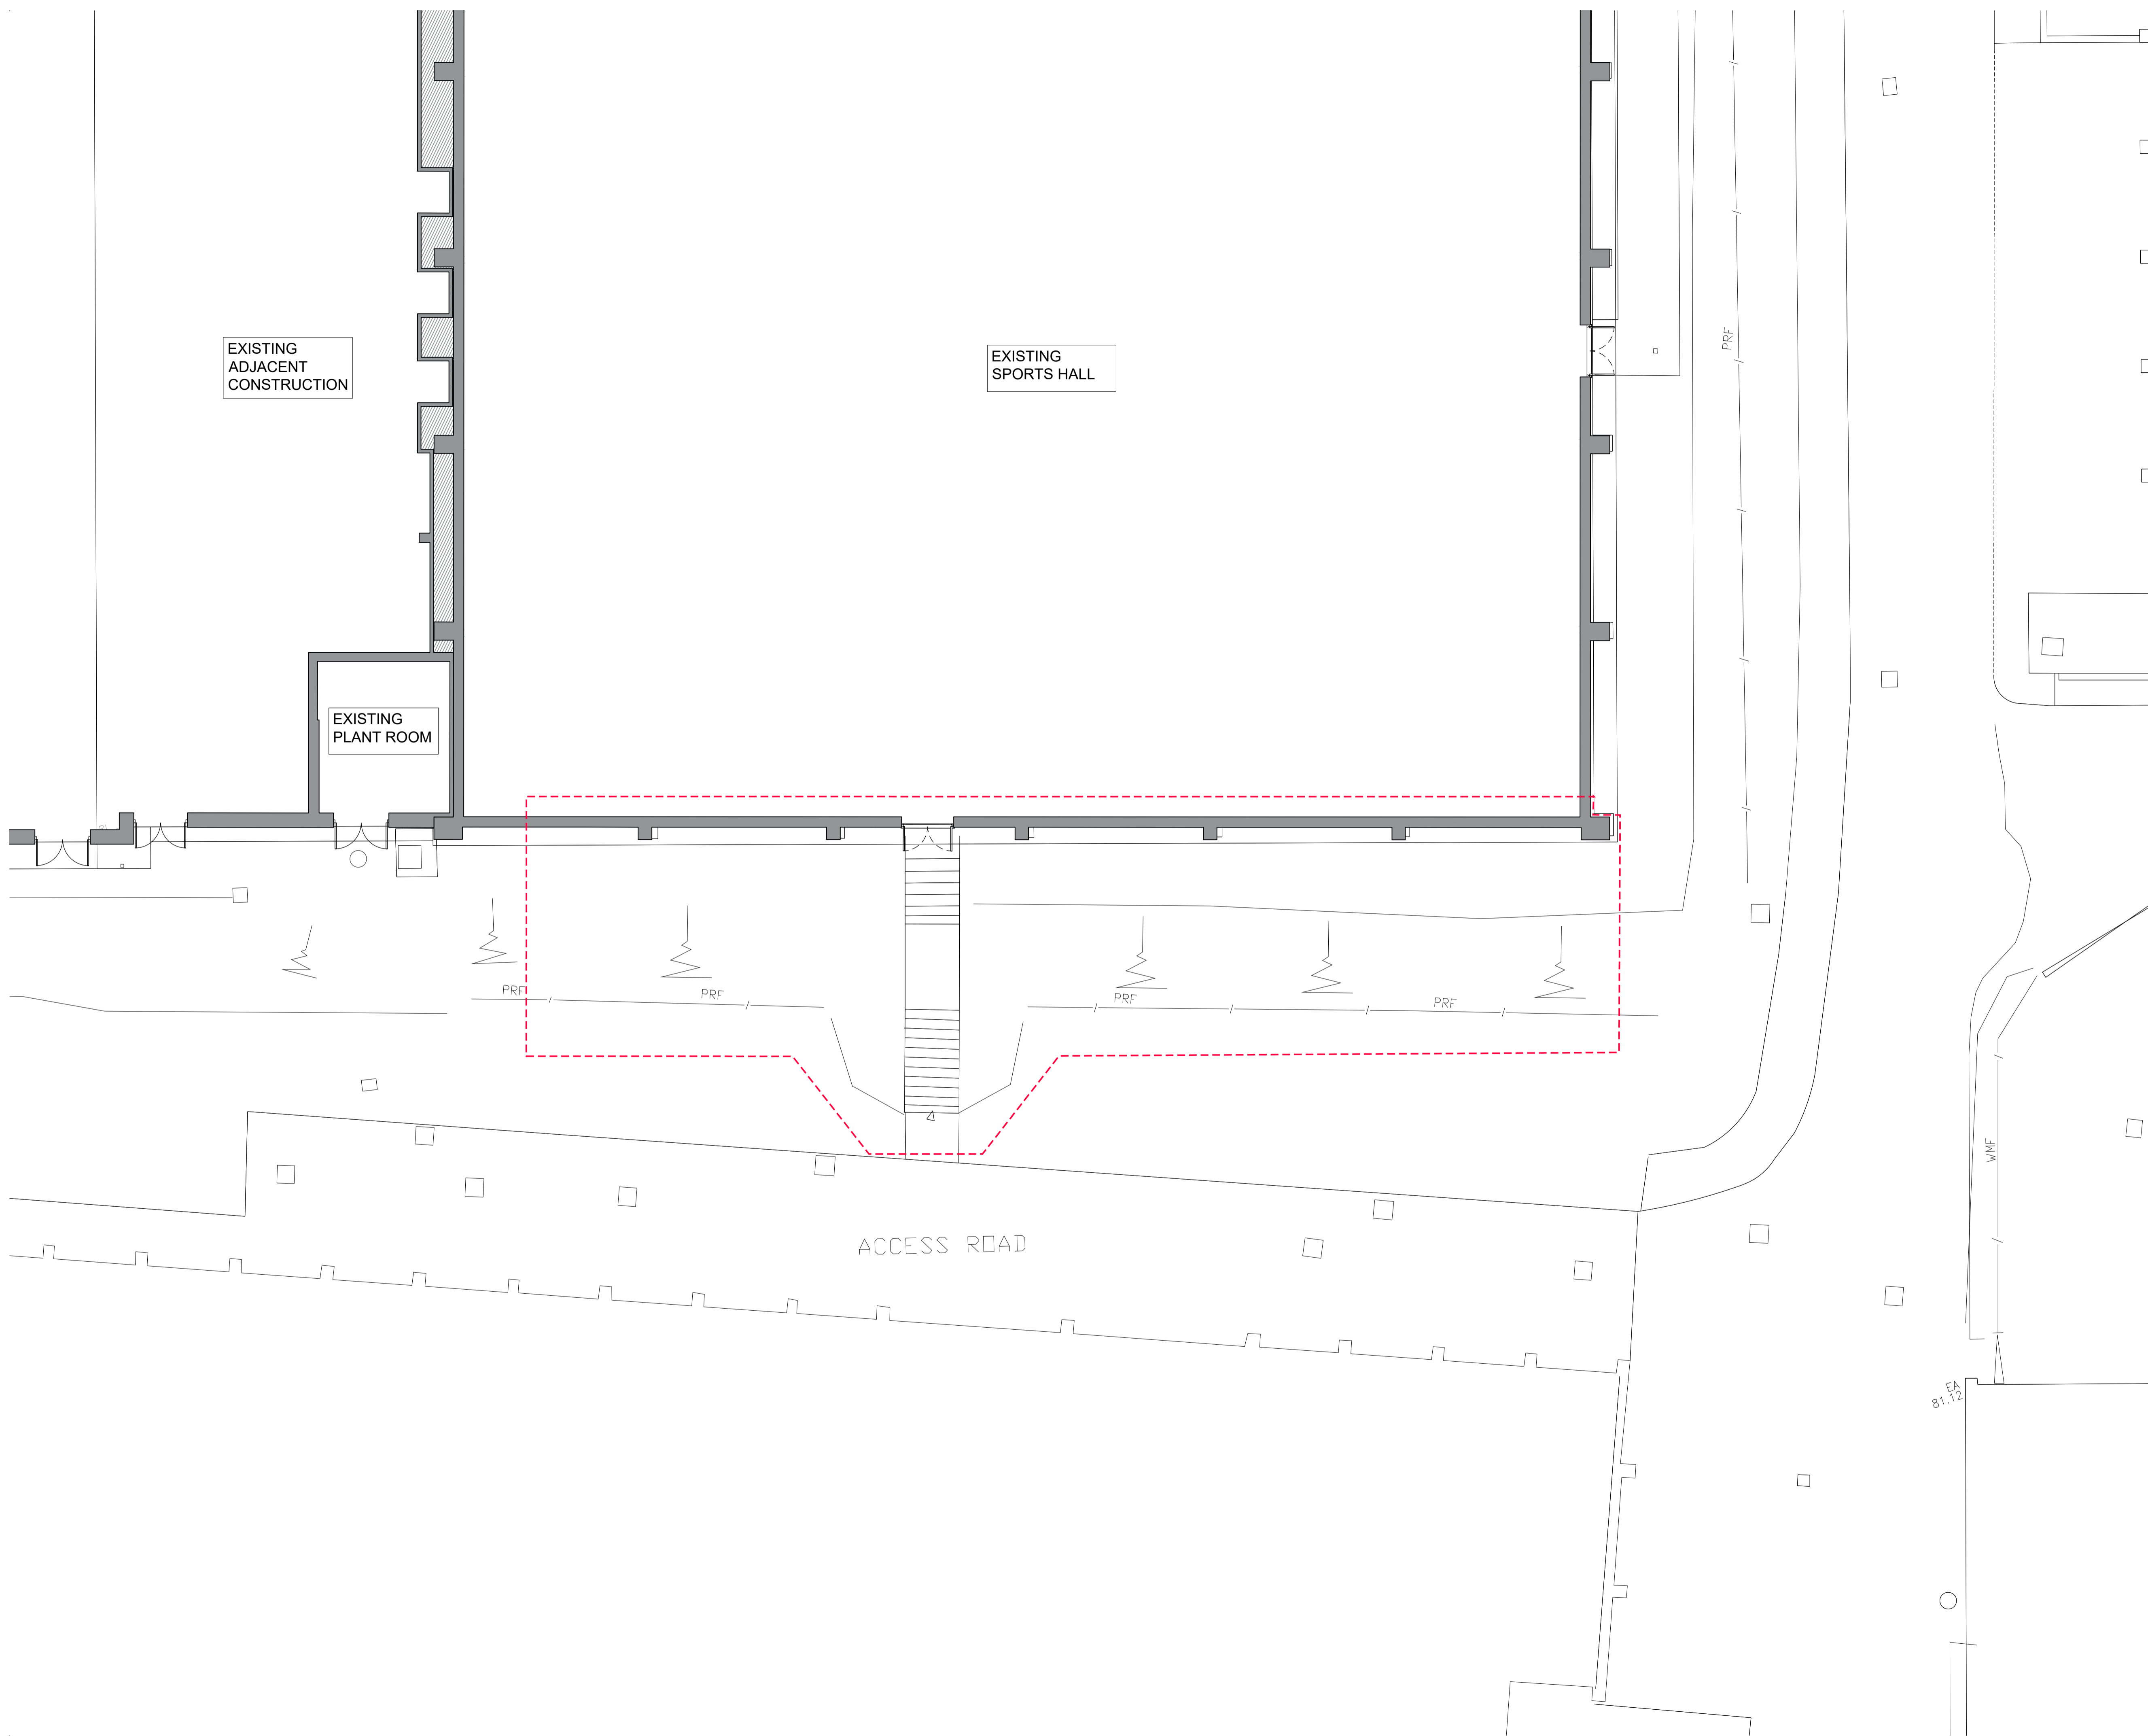 PRF
EXISTING
ADJACENT
CONSTRUCTION
EXISTING
SPORTS HALL
EXISTING
PLANT ROOM
PRF
PRF
PRF
PRF
WMF
ACCESS ROAD
EA
81.12